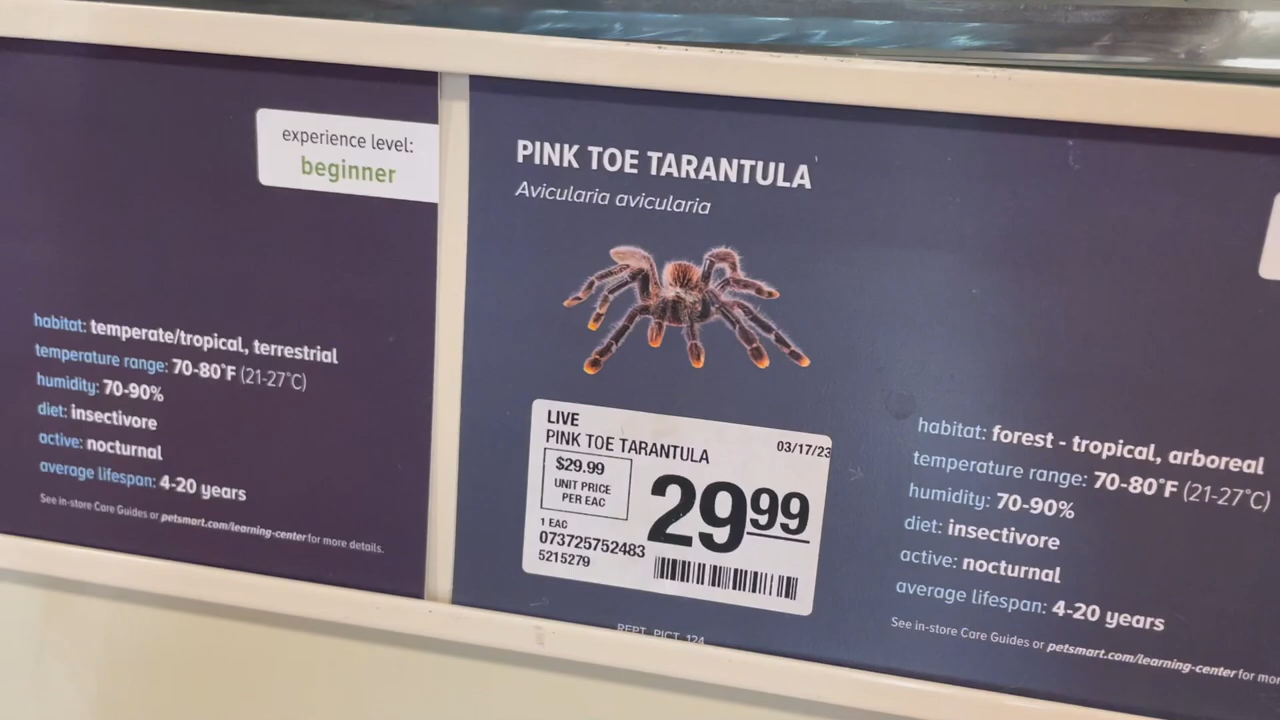 experience level:
beginner
habitat: temperate/tropical, terrestrial
temperature range: 70-80°F (21-27°C)
humidity: 70-90%
diet: insectivore
active: nocturnal
average lifespan: 4-20 years
See in-store Care Guides or petsmart.com/learning-center for more details.
PINK TOE TARANTULA
Avicularia avicularia
LIVE
PINK TOE TARANTULA
03/17/23
$29.99
UNIT PRICE
PER EAC
29 99
1 EAC
073725752483
5215279
REPT PICT 124
habitat: forest - tropical, arboreal
temperature range: 70-80°F (21-27°C)
humidity: 70-90%
diet: insectivore
active: nocturnal
average lifespan: 4-20 years
See in-store Care Guides or petsmart.com/learning-center for